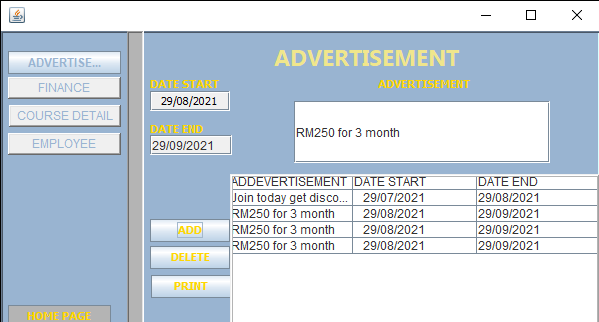 ADVERTISE...
FINANCE
COURSE DETAIL
EMPLOYEE
HOME PAGE
ADVERTISEMENT
DATE START
29/08/2021
DATE END
29/09/2021
ADVERTISEMENT
RM250 for 3 month
ADD
DELETE
PRINT
ADDEVERTISEMENT DATE START DATE END
Join today get disco... 29/07/2021 29/08/2021
RM250 for 3 month 29/08/2021 29/09/2021
RM250 for 3 month 29/08/2021 29/09/2021
RM250 for 3 month 29/08/2021 29/09/2021